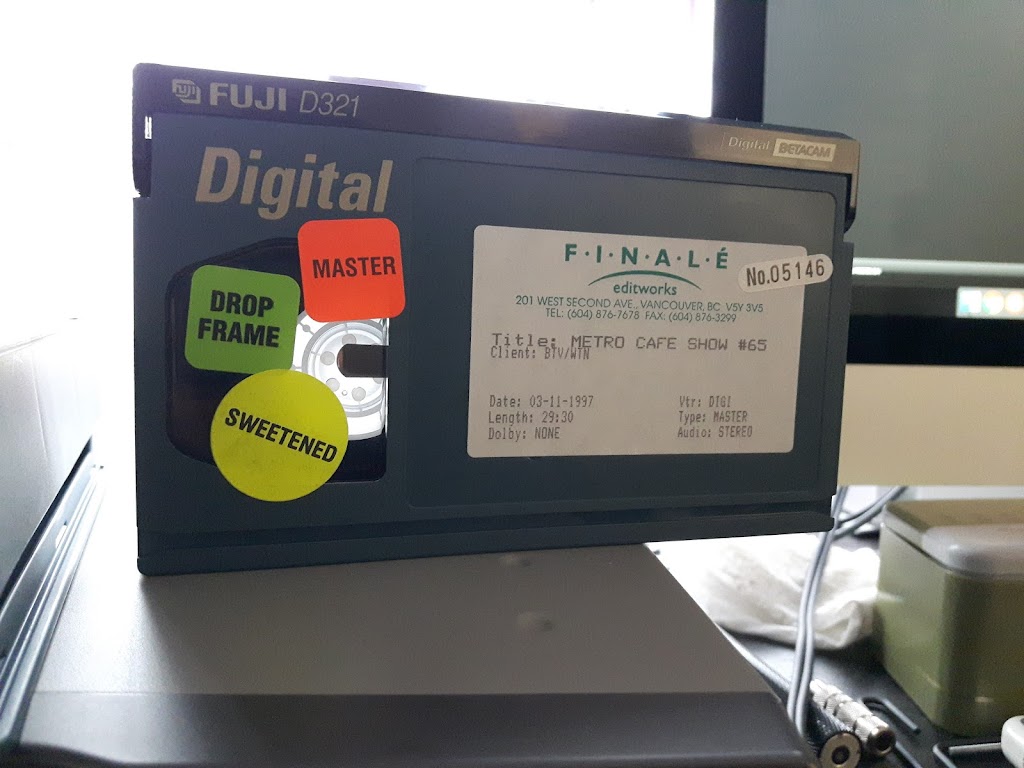 FUJI D321
Digital BETACAM
Digital
MASTER
DROP
FRAME
SWEETENED
F·I·N·A·L·É
editworks
No.05146
201 WEST SECOND AVE., VANCOUVER, BC V5Y 3V5
TEL: (604) 876-7678 FAX: (604) 876-3299
Title: METRO CAFE SHOW #65
Client: BTV/WTN
Date: 03-11-1997 Vtr: DIGI
Length: 29:30 Type: MASTER
Dolby: NONE Audio: STEREO